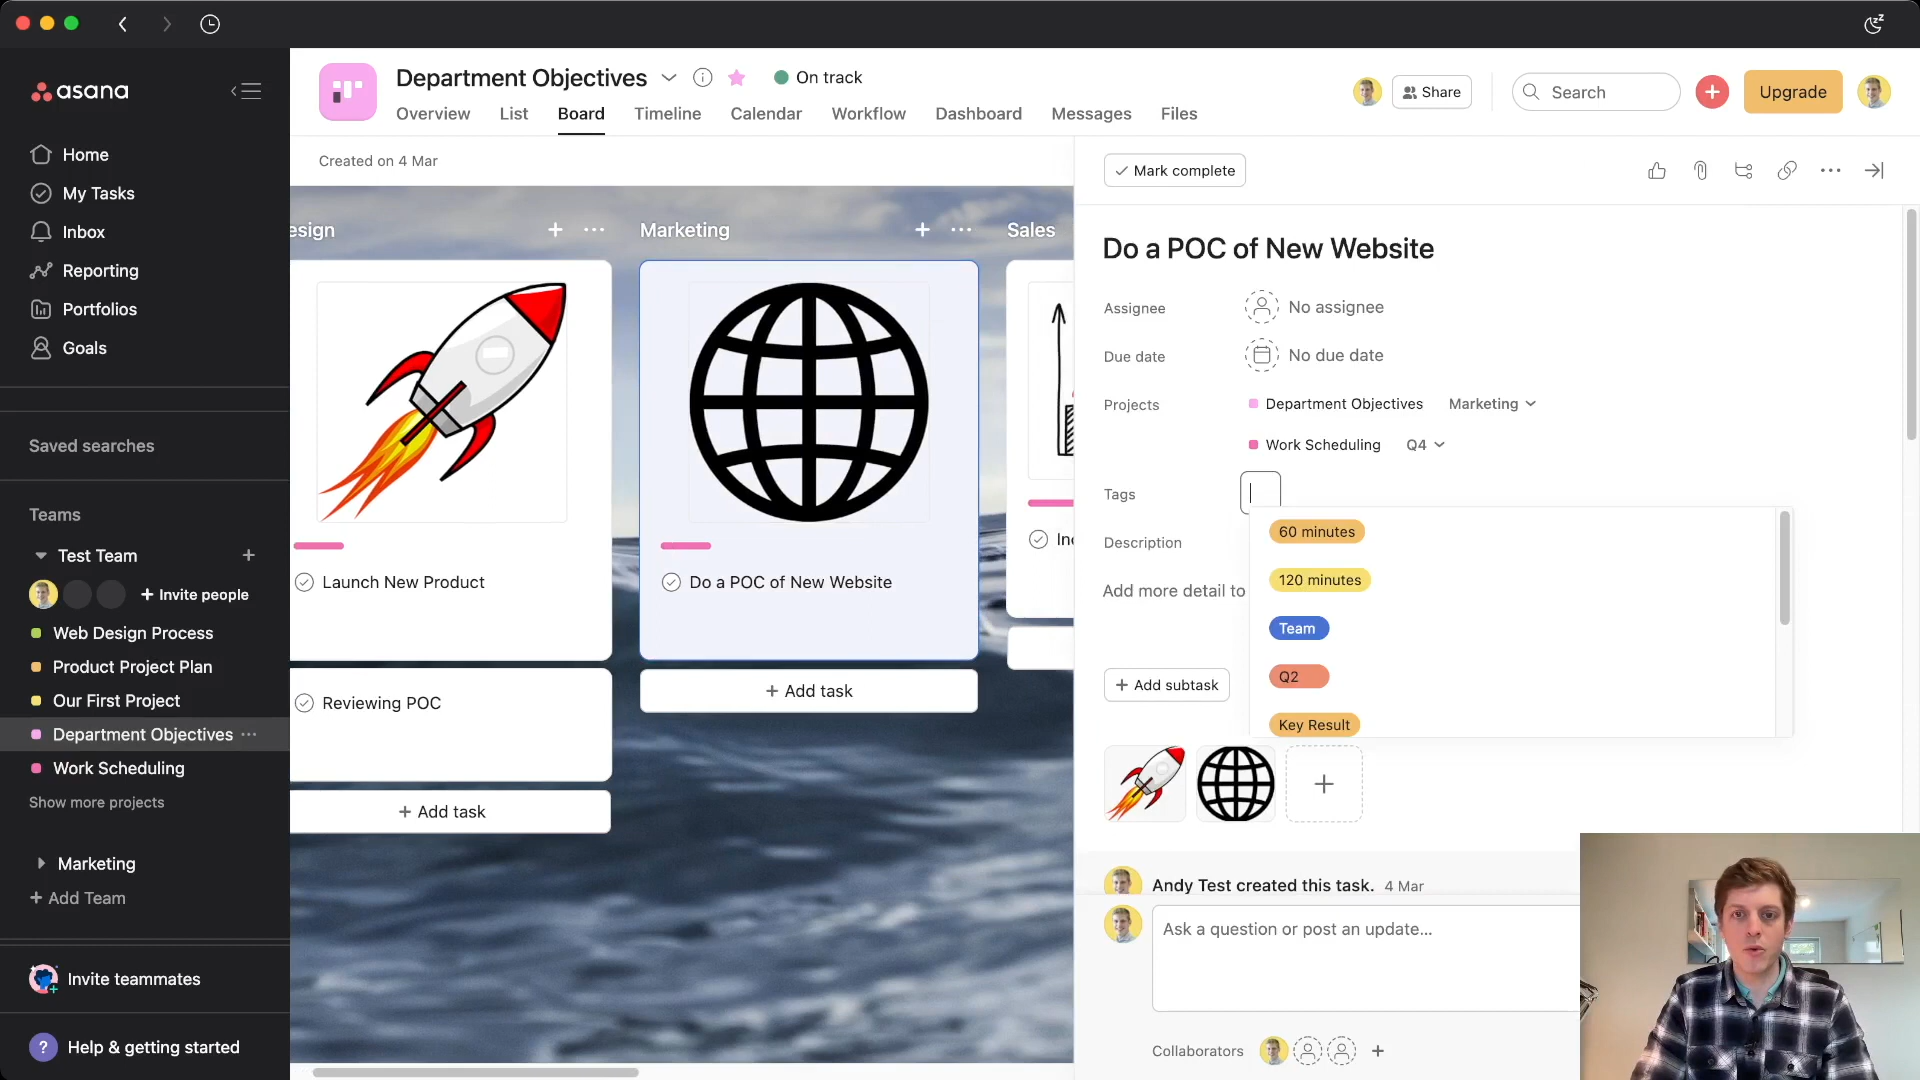 asana
Home
My Tasks
Inbox
Reporting
Portfolios
Goals
Saved searches
Teams
Test Team
+ Invite people
Web Design Process
Product Project Plan
Our First Project
Department Objectives
Work Scheduling
Show more projects
Marketing
+ Add Team
Invite teammates
? Help & getting started
Department Objectives
On track
Overview List Board Timeline Calendar Workflow Dashboard Messages Files
Share
Search
Upgrade
Created on 4 Mar
esign
Launch New Product
Reviewing POC
+ Add task
Marketing
Do a POC of New Website
+ Add task
Sales
Inc
Mark complete
Do a POC of New Website
Assignee No assignee
Due date No due date
Projects Department Objectives Marketing
Work Scheduling Q4
Tags
60 minutes
120 minutes
Team
Q2
Key Result
Description
Add more detail to
+ Add subtask
Andy Test created this task. 4 Mar
Ask a question or post an update...
Collaborators